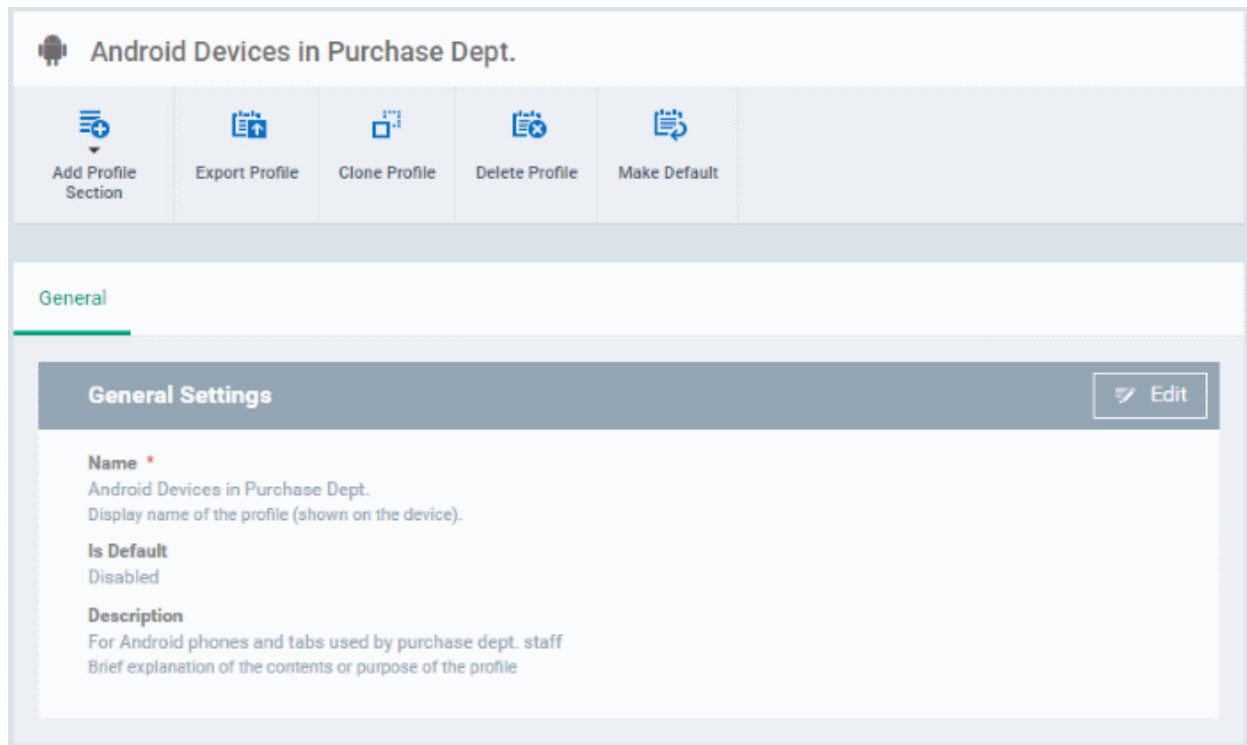 Android Devices in Purchase Dept.
Add Profile
Section
Export Profile
Clone Profile
Delete Profile
Make Default
General
General Settings
Edit
Name *
Android Devices in Purchase Dept.
Display name of the profile (shown on the device).
Is Default
Disabled
Description
For Android phones and tabs used by purchase dept. staff
Brief explanation of the contents or purpose of the profile